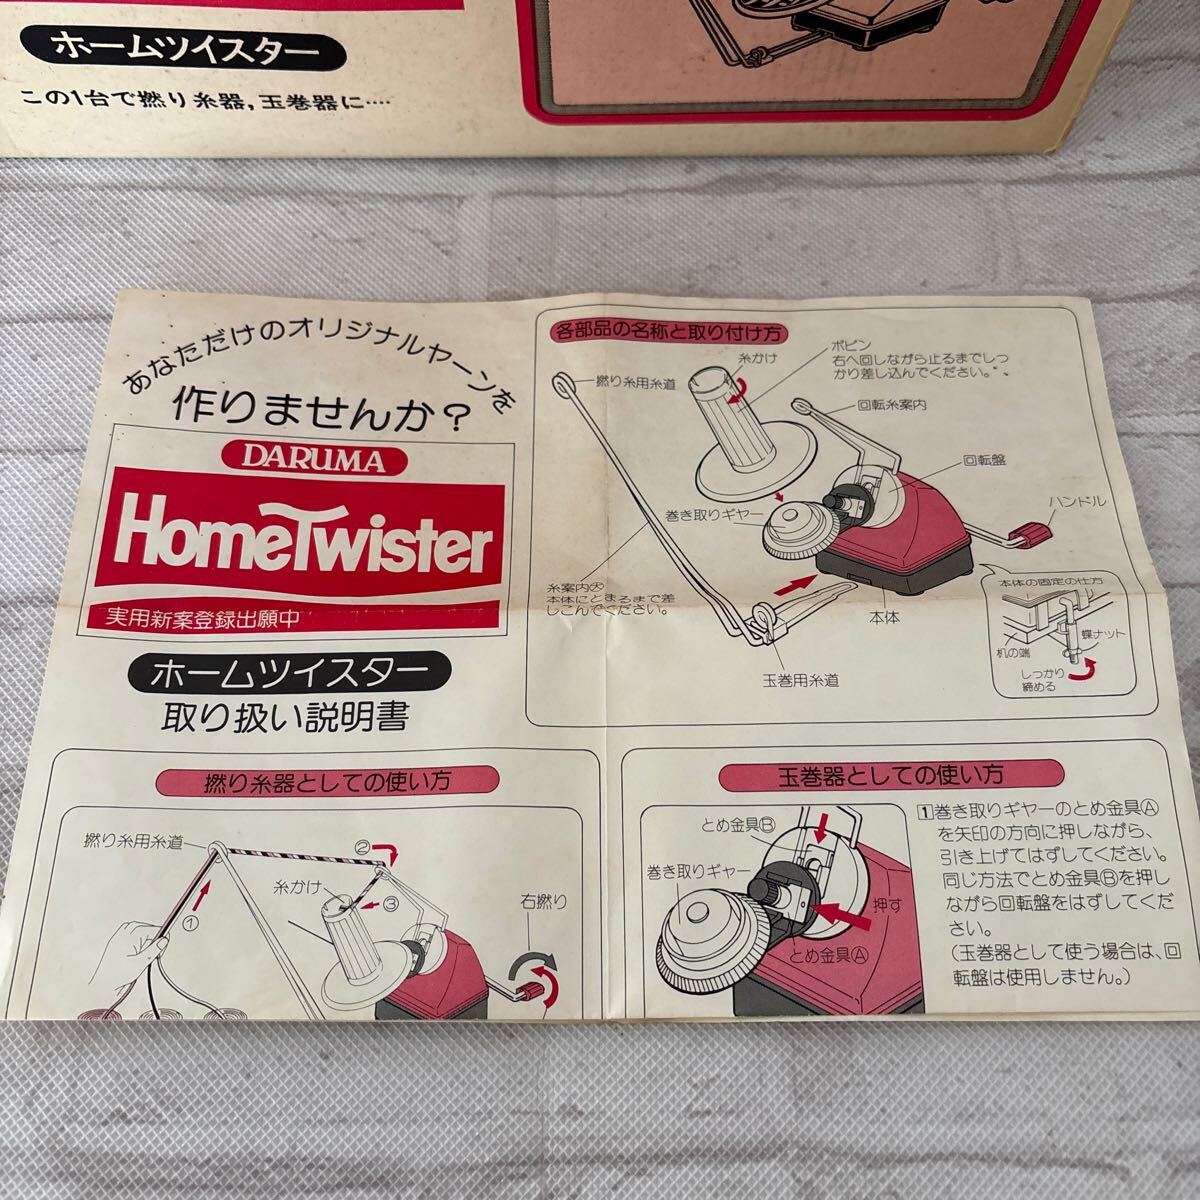 ホームツイスター
この1台で撚り糸器,玉巻器に‥‥
あなただけのオリジナルヤーンを
作りませんか？
DARUMA
HomeTwister
実用新案登録出願中
ホームツイスター
取り扱い説明書
各部品の名称と取り付け方
糸かけ
ボビン
右へ回しながら止るまでしっ
かり差し込んでください。
撚り糸用糸道
回転糸案内
回転盤
巻き取りギヤー
ハンドル
糸案内㊅
本体にとまるまで差
しこんでください。
本体
玉巻用糸道
本体の固定の仕方
蝶ナット
机の端
しっかり
締める
撚り糸器としての使い方
撚り糸用糸道
②
糸かけ
③
①
右撚り
玉巻器としての使い方
とめ金具Ⓑ
巻き取りギヤー
押す
とめ金具Ⓐ
1 巻き取りギヤーのとめ金具Ⓐ
を矢印の方向に押しながら、
引き上げてはずしてください。
同じ方法でとめ金具Ⓑを押し
ながら回転盤をはずしてくだ
さい。
(玉巻器として使う場合は、回
転盤は使用しません。)